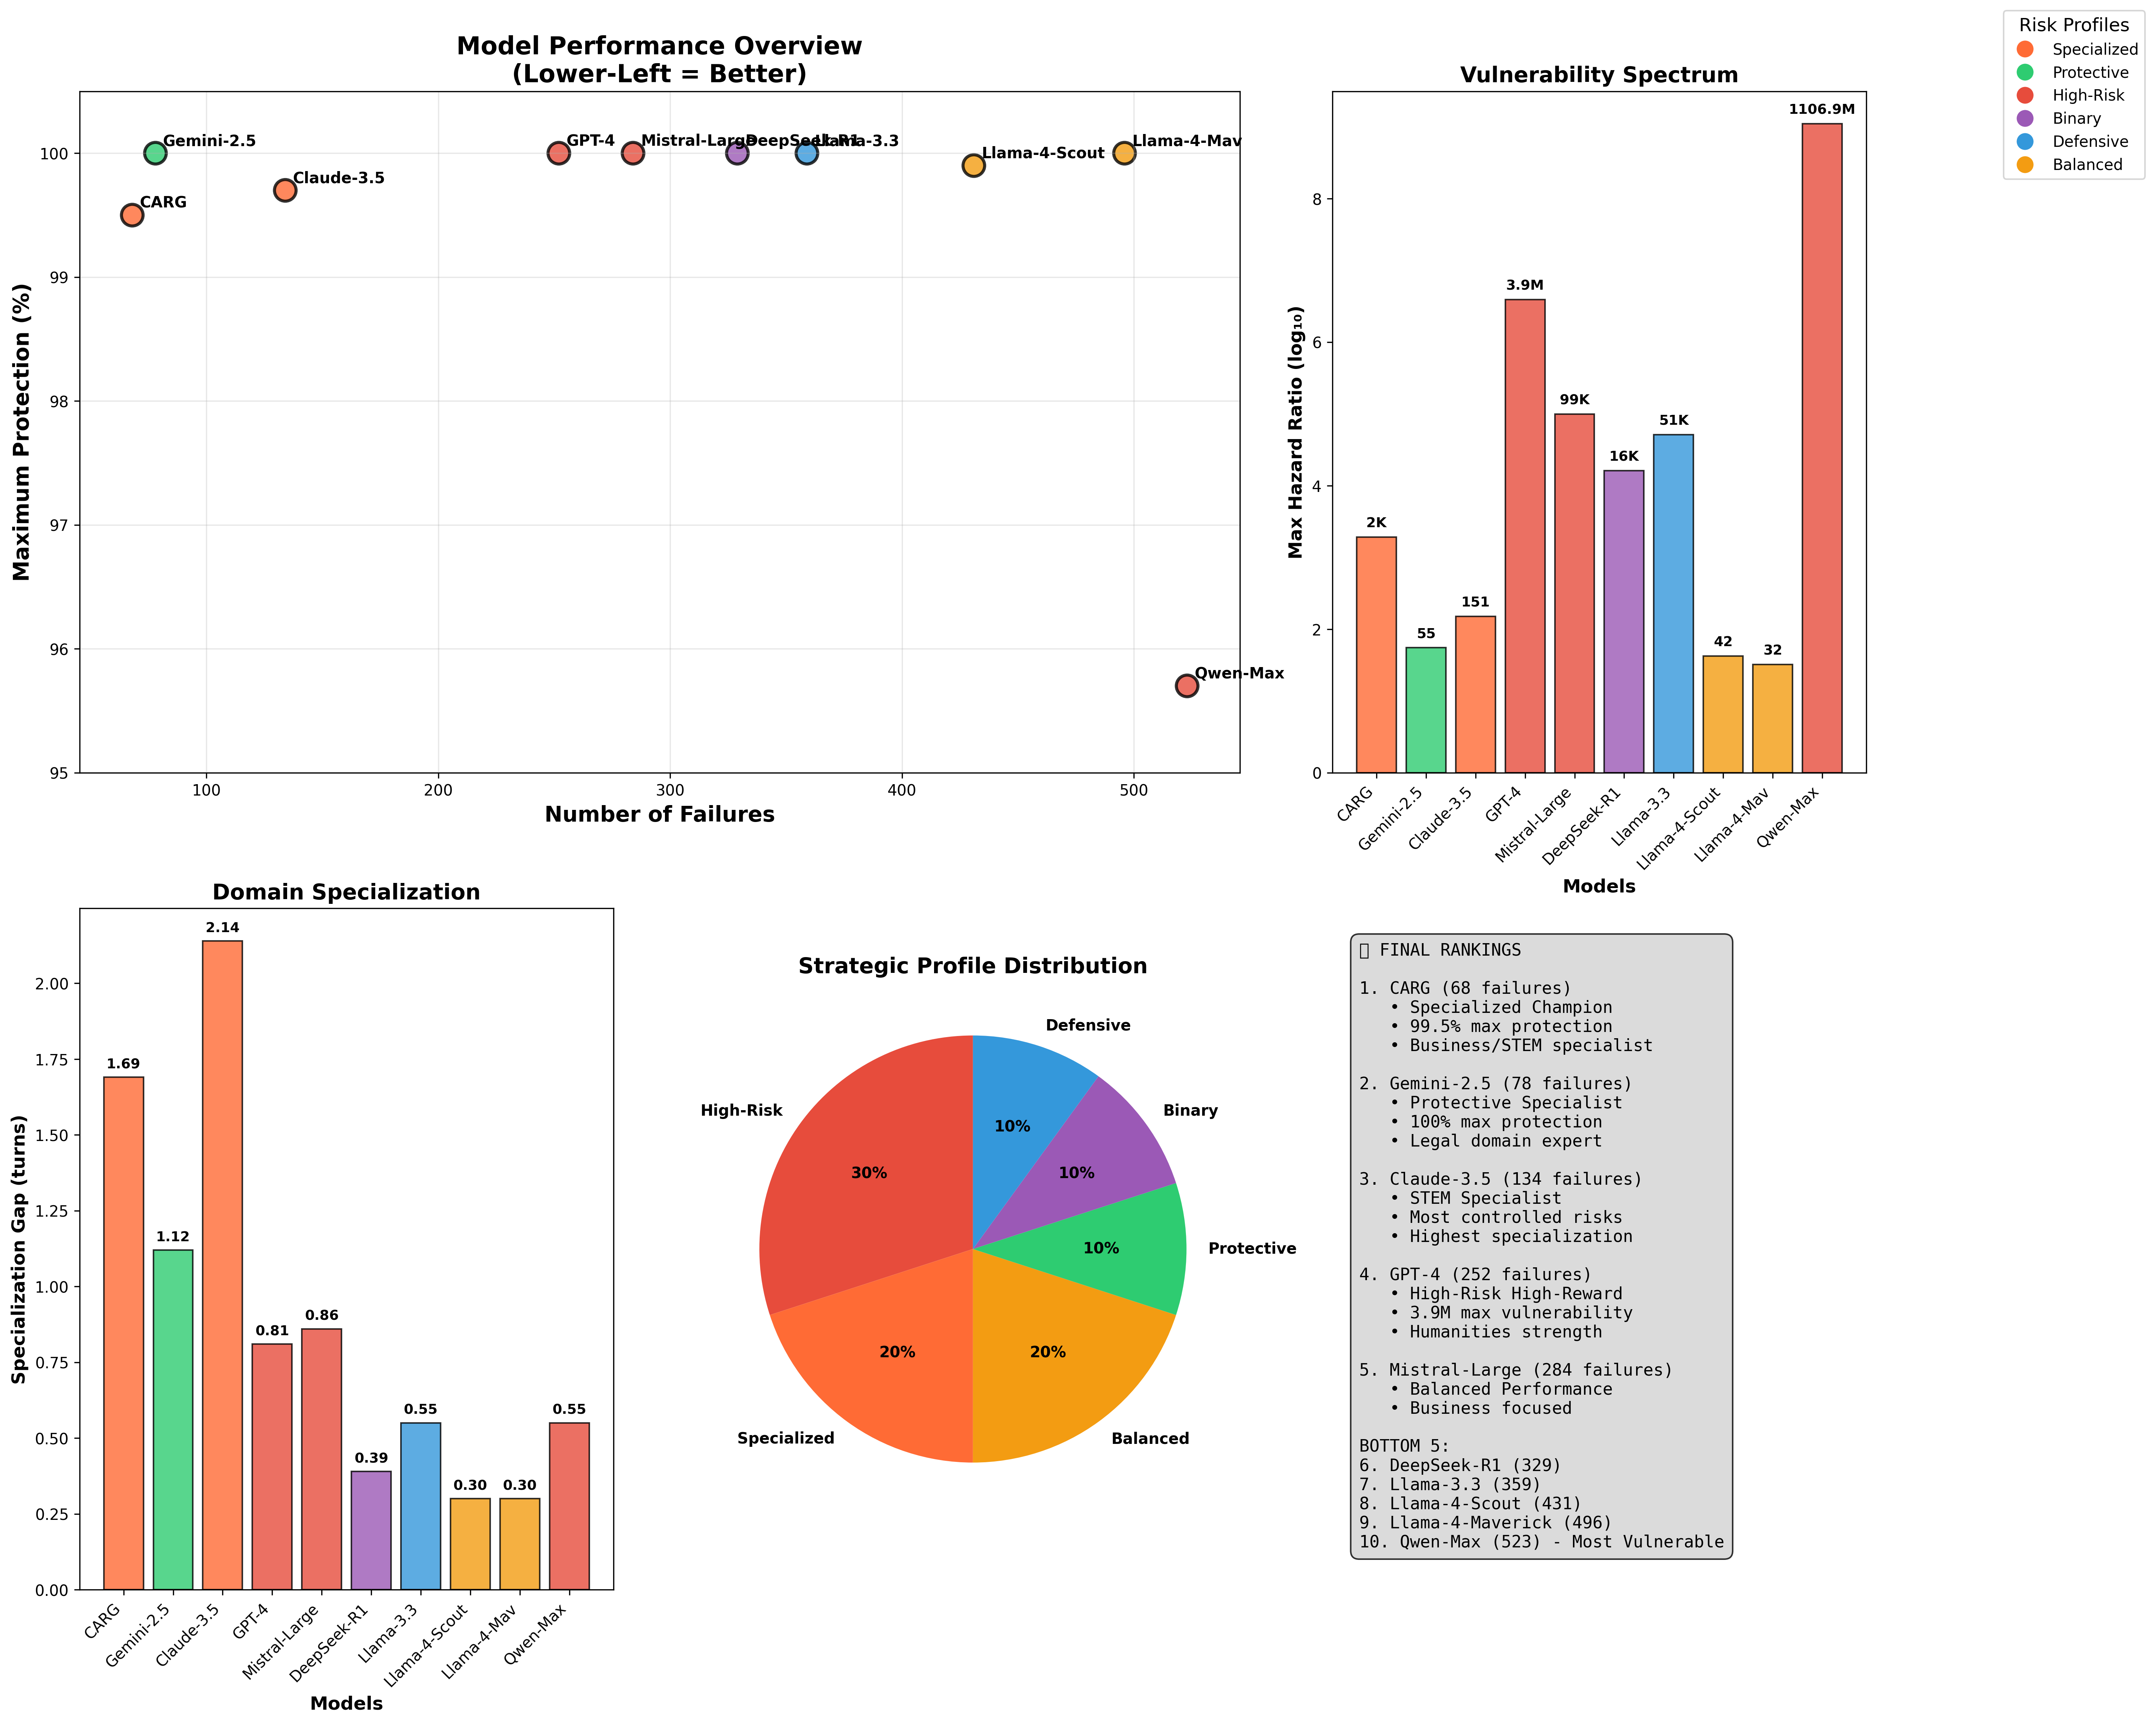 Model Performance Overview
(Lower-Left = Better)
Maximum Protection (%)
100
99
98
97
96
95
Gemini-2.5
CARG
Claude-3.5
GPT-4
Mistral-Large
DeepSeek-R1
Llama-3.3
Llama-4-Scout
Llama-4-Mav
Qwen-Max
100
200
300
400
500
Number of Failures
Vulnerability Spectrum
Max Hazard Ratio (log₁₀)
8
6
4
2
0
2K
55
151
3.9M
99K
16K
51K
42
32
1106.9M
CARG
Gemini-2.5
Claude-3.5
GPT-4
Mistral-Large
DeepSeek-R1
Llama-3.3
Llama-4-Scout
Llama-4-Mav
Qwen-Max
Models
Risk Profiles
Specialized
Protective
High-Risk
Binary
Defensive
Balanced
Domain Specialization
Specialization Gap (turns)
2.00
1.75
1.50
1.25
1.00
0.75
0.50
0.25
0.00
1.69
1.12
2.14
0.81
0.86
0.39
0.55
0.30
0.30
0.55
CARG
Gemini-2.5
Claude-3.5
GPT-4
Mistral-Large
DeepSeek-R1
Llama-3.3
Llama-4-Scout
Llama-4-Mav
Qwen-Max
Models
Strategic Profile Distribution
Defensive
10%
Binary
10%
Protective
10%
Balanced
20%
Specialized
20%
High-Risk
30%
FINAL RANKINGS
1. CARG (68 failures)
• Specialized Champion
• 99.5% max protection
• Business/STEM specialist
2. Gemini-2.5 (78 failures)
• Protective Specialist
• 100% max protection
• Legal domain expert
3. Claude-3.5 (134 failures)
• STEM Specialist
• Most controlled risks
• Highest specialization
4. GPT-4 (252 failures)
• High-Risk High-Reward
• 3.9M max vulnerability
• Humanities strength
5. Mistral-Large (284 failures)
• Balanced Performance
• Business focused
BOTTOM 5:
6. DeepSeek-R1 (329)
7. Llama-3.3 (359)
8. Llama-4-Scout (431)
9. Llama-4-Maverick (496)
10. Qwen-Max (523) - Most Vulnerable